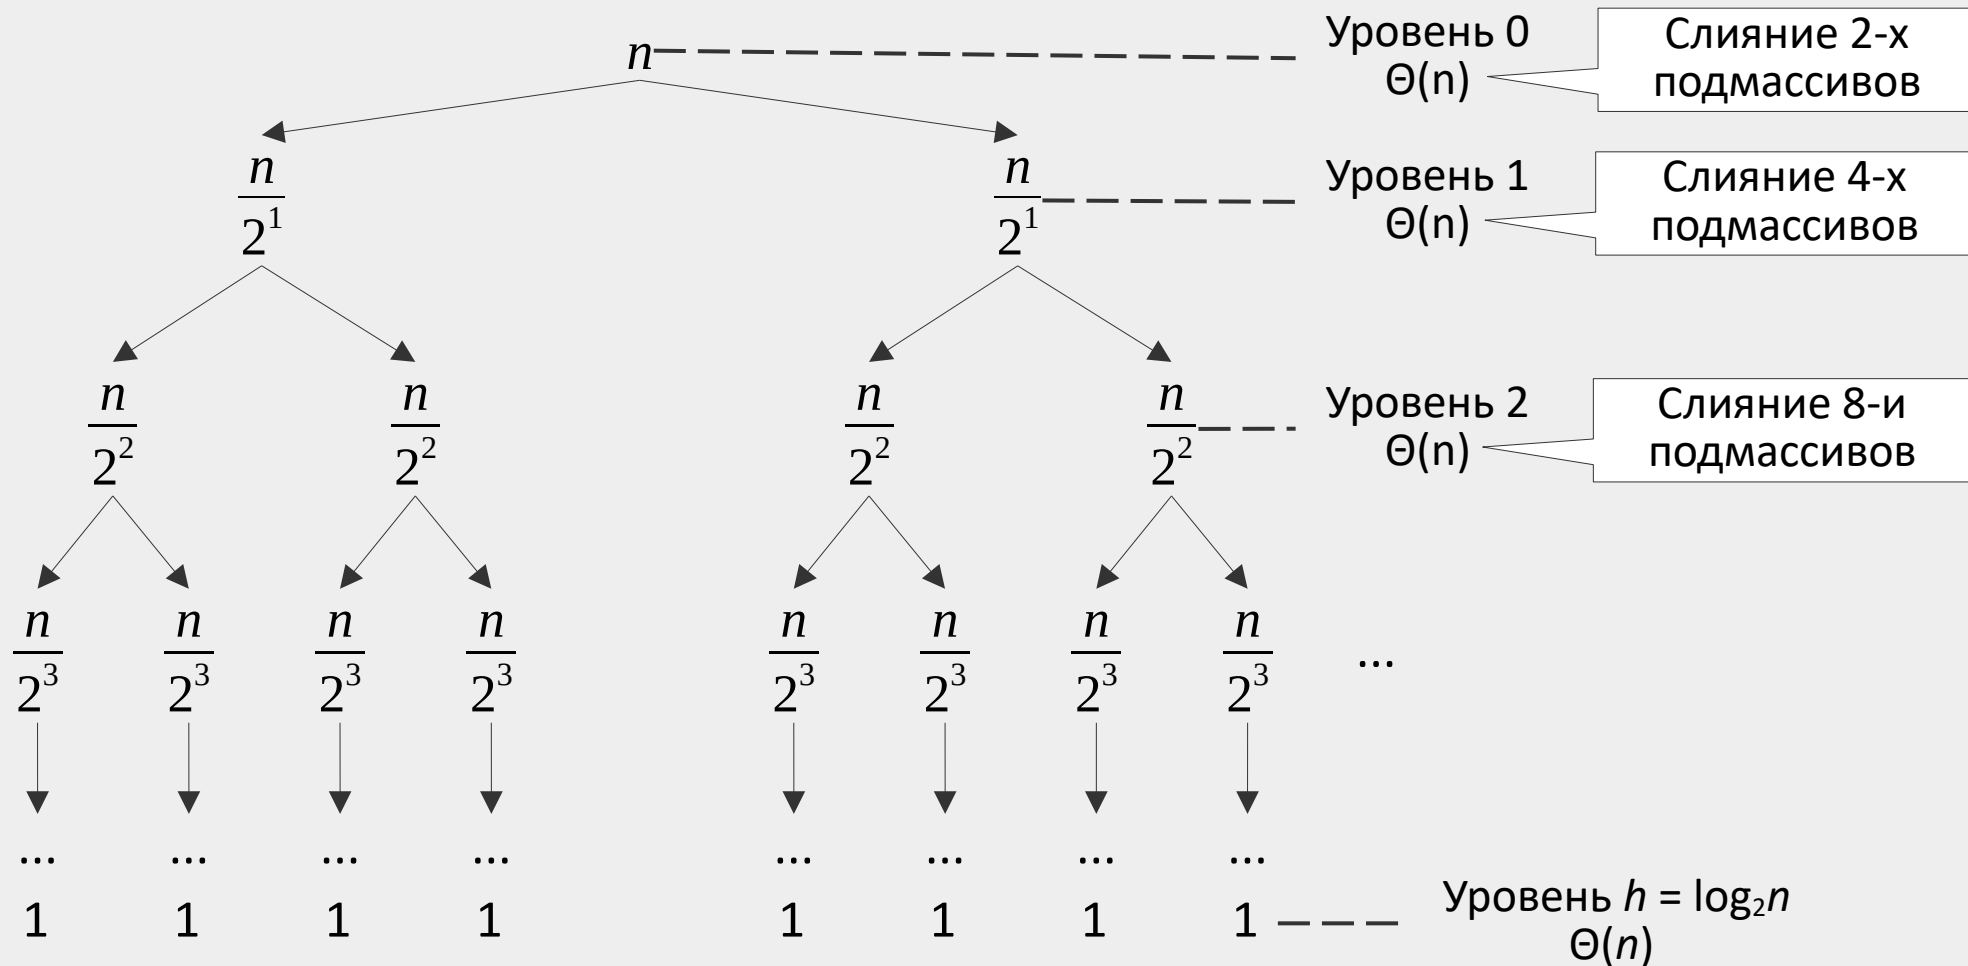 n
Уровень 0
Θ(n)
Слияние 2-х
подмассивов
n/2^1 n/2^1
Уровень 1
Θ(n)
Слияние 4-х
подмассивов
n/2^2 n/2^2 n/2^2 n/2^2
Уровень 2
Θ(n)
Слияние 8-и
подмассивов
n/2^3 n/2^3 n/2^3 n/2^3 n/2^3 n/2^3 n/2^3 n/2^3 ...
... ... ... ... ... ... ... ...
1 1 1 1 1 1 1 1
Уровень h = log₂n
Θ(n)